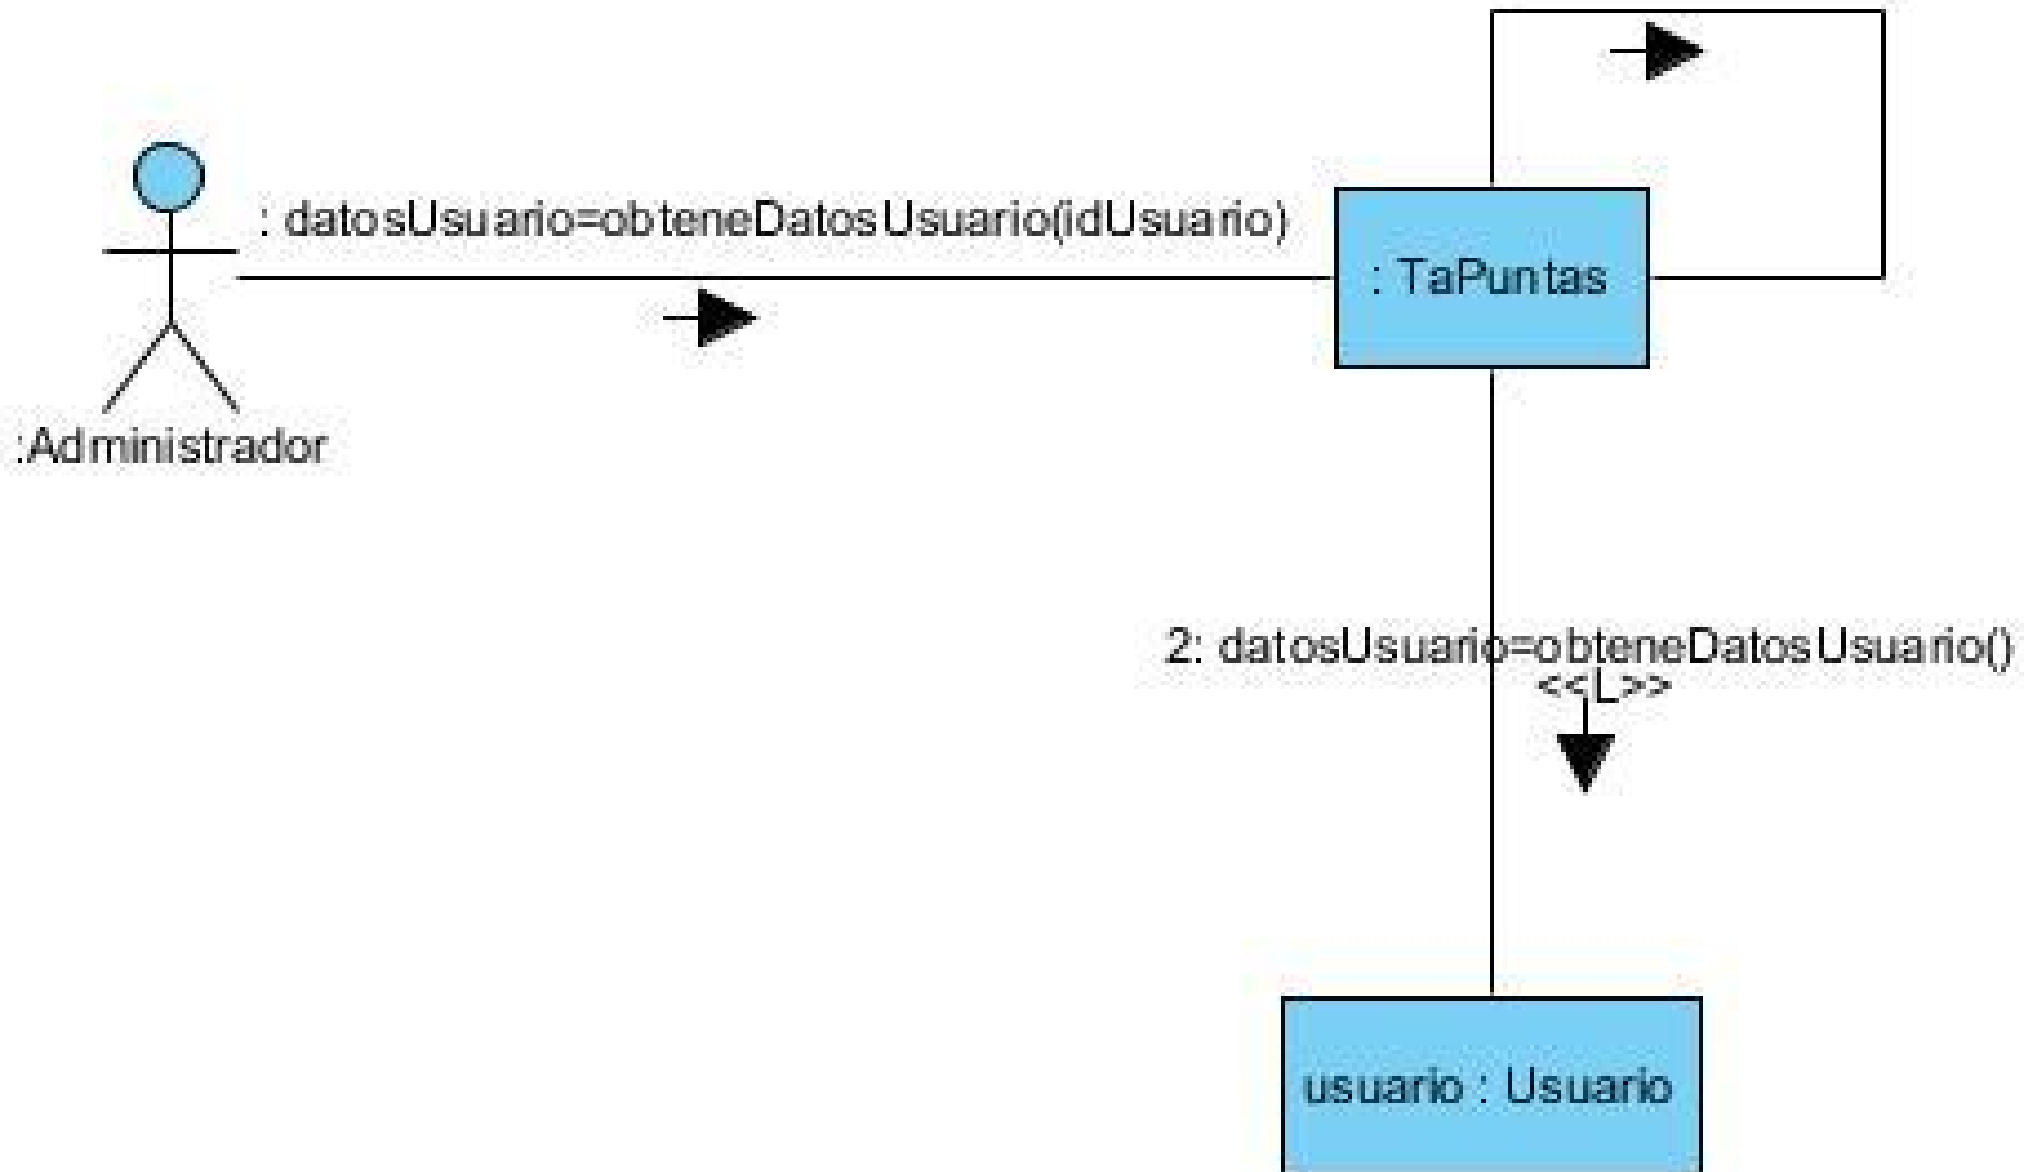 : datosUsuario=obteneDatosUsuario(idUsuario)
: TaPuntas
:Administrador
2: datosUsuario=obteneDatosUsuario()
<<L>>
usuario : Usuario